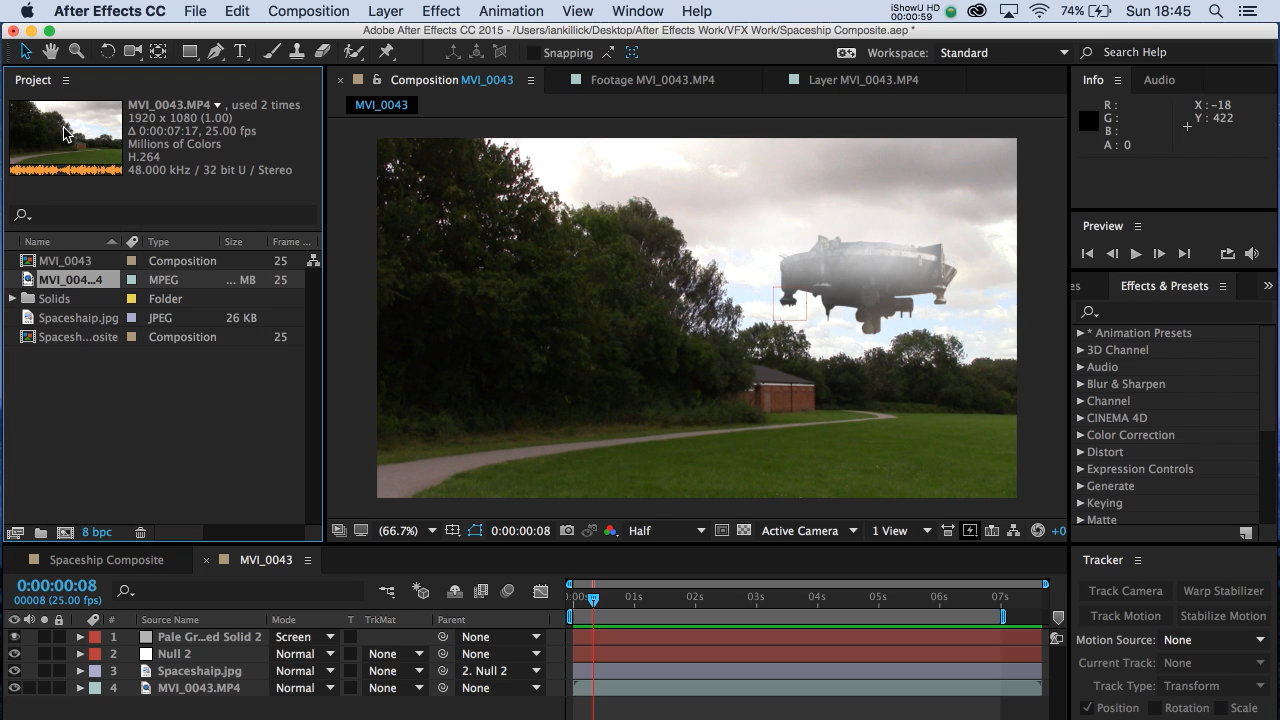 After Effects CC File Edit Composition Layer Effect Animation View Window Help iShowU HD 00:00:59 74% Sun 18:45
Adobe After Effects CC 2015 - /Users/iankillick/Desktop/After Effects Work/VFX Work/Spaceship Composite.aep *
Snapping Workspace: Standard Search Help
Project
MVI_0043.MP4 , used 2 times
1920 x 1080 (1.00)
Δ 0:00:07:17, 25.00 fps
Millions of Colors
H.264
48.000 kHz / 32 bit U / Stereo
Name Type Size Frame ...
MVI_0043 Composition 25
MVI_004...4 MPEG ... MB 25
Solids Folder
Spaceshaip.jpg JPEG 26 KB
Spacesh...osite Composition 25
8 bpc
Composition MVI_0043 Footage MVI_0043.MP4 Layer MVI_0043.MP4
MVI_0043
(66.7%) 0:00:00:08 Half Active Camera 1 View +0
Info Audio
R : X : -18
G : Y : 422
B :
A : 0
Preview
es Effects & Presets »
* Animation Presets
3D Channel
Audio
Blur & Sharpen
Channel
CINEMA 4D
Color Correction
Distort
Expression Controls
Generate
Keying
Matte
Spaceship Composite × MVI_0043
0:00:00:08
00008 (25.00 fps)
# Source Name Mode T TrkMat Parent
1 Pale Gr...ed Solid 2 Screen None
2 Null 2 Normal None None
3 Spaceshaip.jpg Normal None 2. Null 2
4 MVI_0043.MP4 Normal None None
):00s 01s 02s 03s 04s 05s 06s 07s
Tracker
Track Camera Warp Stabilizer
Track Motion Stabilize Motion
Motion Source: None
Current Track: None
Track Type: Transform
Position Rotation Scale